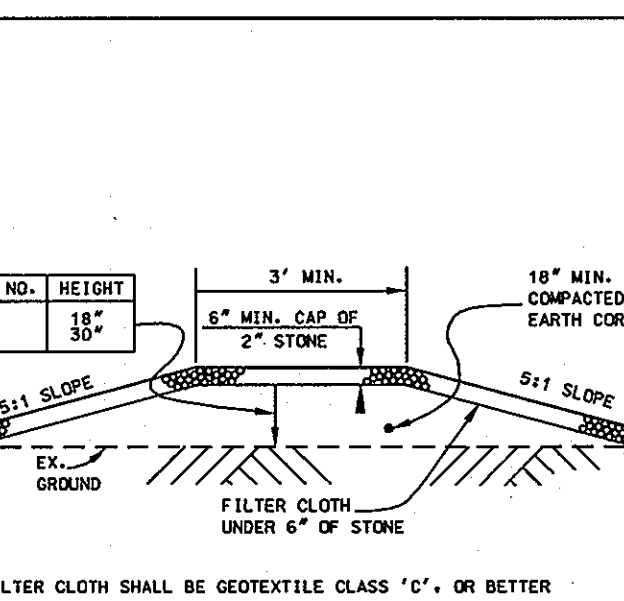 NO. HEIGHT
18"
30"
3' MIN.
6" MIN. CAP OF
2" STONE
18" MIN.
COMPACTED
EARTH COR
5:1 SLOPE
5:1 SLOPE
EX.
GROUND
FILTER CLOTH
UNDER 6" OF STONE
LTER CLOTH SHALL BE GEOTEXTILE CLASS 'C', OR BETTER